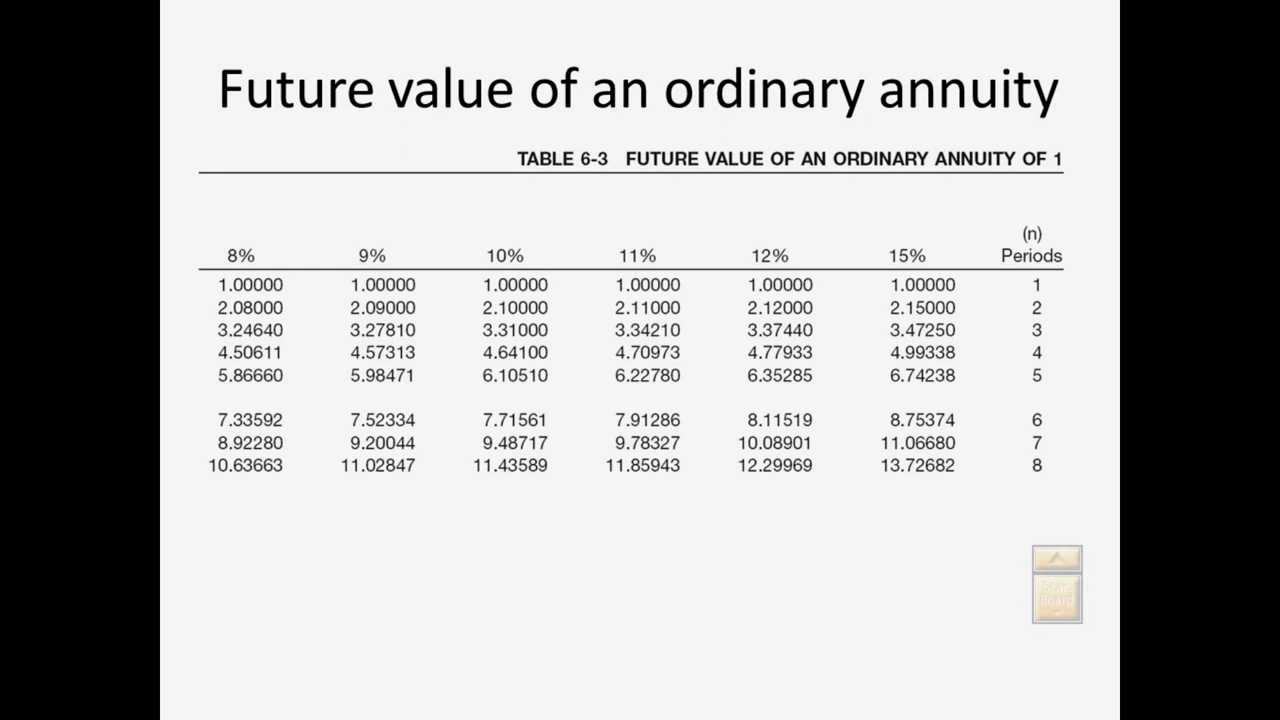 Future value of an ordinary annuity
TABLE 6-3 FUTURE VALUE OF AN ORDINARY ANNUITY OF 1
(n)
8% 9% 10% 11% 12% 15% Periods
1.00000 1.00000 1.00000 1.00000 1.00000 1.00000 1
2.08000 2.09000 2.10000 2.11000 2.12000 2.15000 2
3.24640 3.27810 3.31000 3.34210 3.37440 3.47250 3
4.50611 4.57313 4.64100 4.70973 4.77933 4.99338 4
5.86660 5.98471 6.10510 6.22780 6.35285 6.74238 5
7.33592 7.52334 7.71561 7.91286 8.11519 8.75374 6
8.92280 9.20044 9.48717 9.78327 10.08901 11.06680 7
10.63663 11.02847 11.43589 11.85943 12.29969 13.72682 8
Star
Board